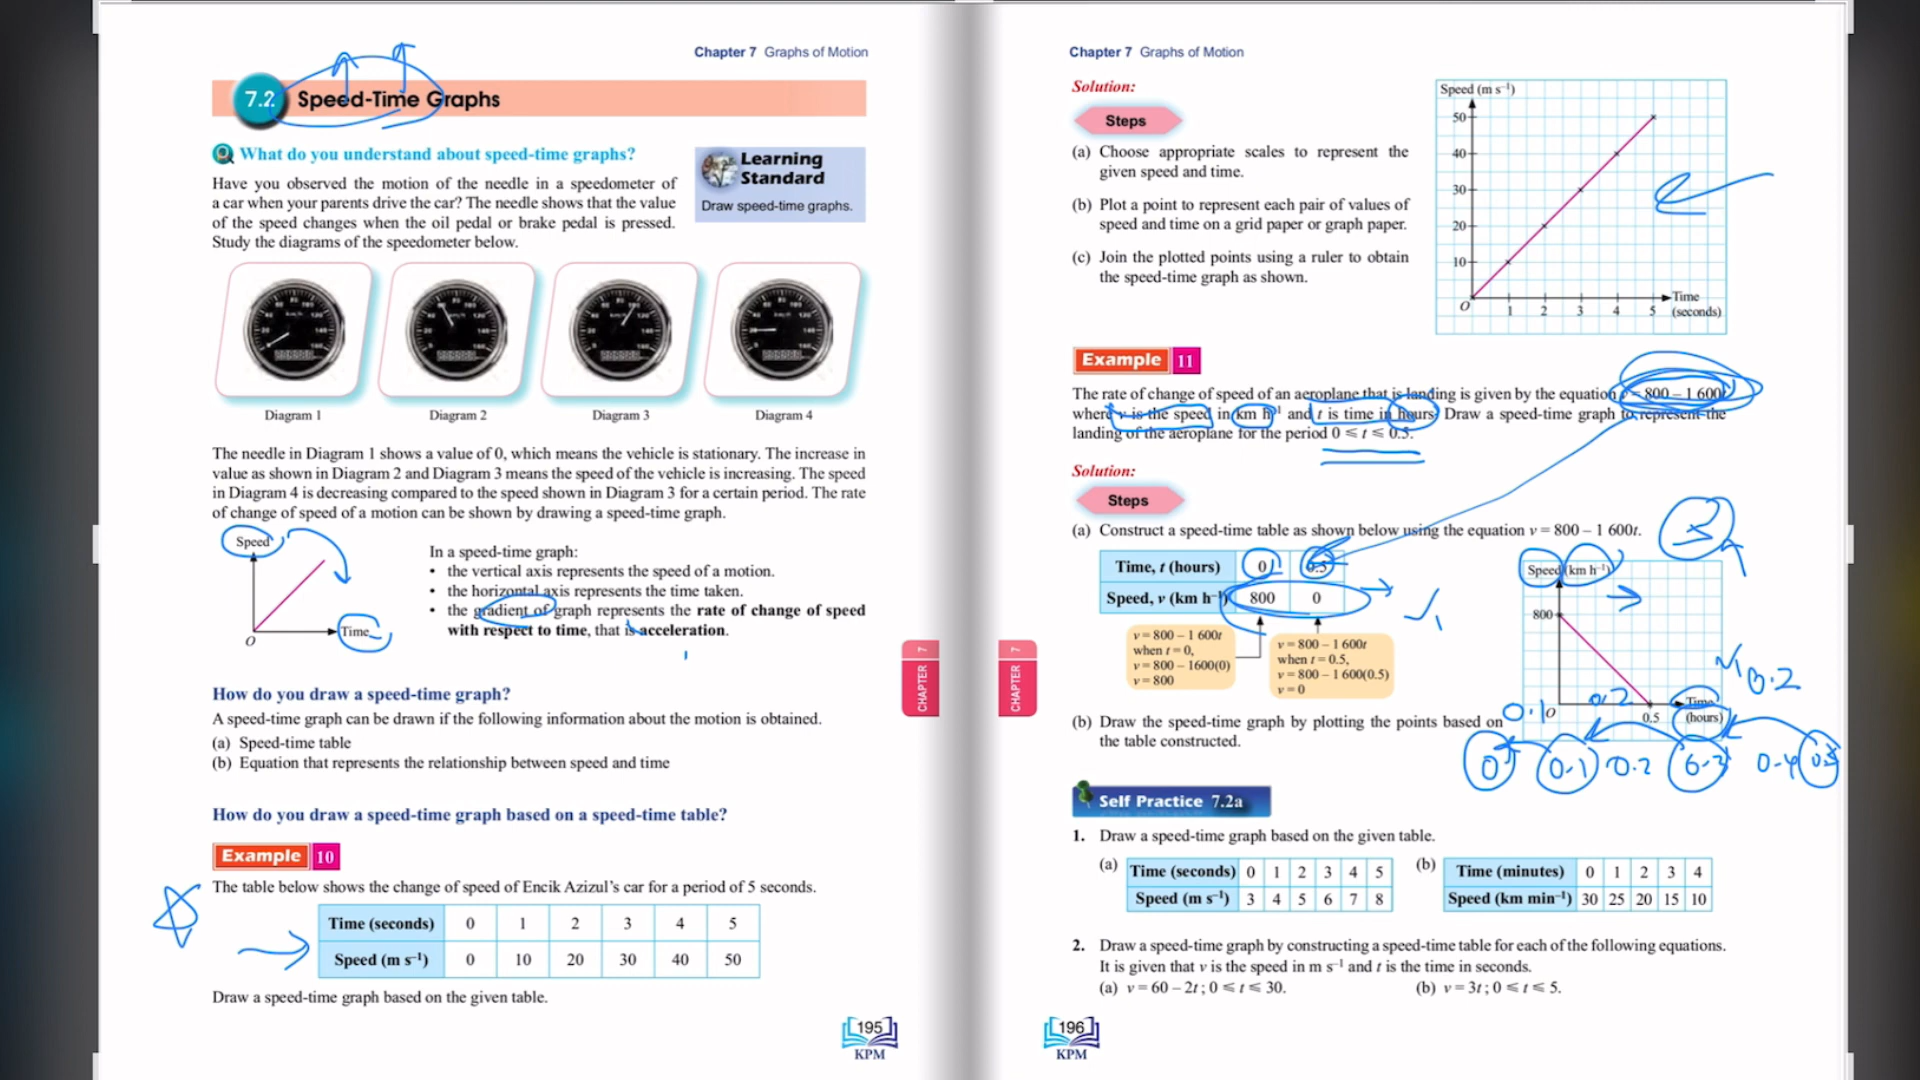 Chapter 7 Graphs of Motion
7.2 Speed-Time Graphs
What do you understand about speed-time graphs?
Have you observed the motion of the needle in a speedometer of
a car when your parents drive the car? The needle shows that the value
of the speed changes when the oil pedal or brake pedal is pressed.
Study the diagrams of the speedometer below.
Learning
Standard
Draw speed-time graphs.
Diagram 1
Diagram 2
Diagram 3
Diagram 4
The needle in Diagram 1 shows a value of 0, which means the vehicle is stationary. The increase in
value as shown in Diagram 2 and Diagram 3 means the speed of the vehicle is increasing. The speed
in Diagram 4 is decreasing compared to the speed shown in Diagram 3 for a certain period. The rate
of change of speed of a motion can be shown by drawing a speed-time graph.
Speed
O
Time
In a speed-time graph:
• the vertical axis represents the speed of a motion.
• the horizontal axis represents the time taken.
• the gradient of graph represents the rate of change of speed
with respect to time, that is acceleration.
CHAPTER 7
How do you draw a speed-time graph?
A speed-time graph can be drawn if the following information about the motion is obtained.
(a) Speed-time table
(b) Equation that represents the relationship between speed and time
How do you draw a speed-time graph based on a speed-time table?
Example 10
The table below shows the change of speed of Encik Azizul's car for a period of 5 seconds.
Time (seconds) 0 1 2 3 4 5
Speed (m s⁻¹) 0 10 20 30 40 50
Draw a speed-time graph based on the given table.
195
KPM
Chapter 7 Graphs of Motion
Solution:
Steps
(a) Choose appropriate scales to represent the
given speed and time.
(b) Plot a point to represent each pair of values of
speed and time on a grid paper or graph paper.
(c) Join the plotted points using a ruler to obtain
the speed-time graph as shown.
Speed (m s⁻¹)
50
40
30
20
10
O
1 2 3 4 5
Time
(seconds)
Example 11
The rate of change of speed of an aeroplane that is landing is given by the equation v = 800 – 1 600t
where v is the speed in km h⁻¹ and t is time in hours. Draw a speed-time graph to represent the
landing of the aeroplane for the period 0 ⩽ t ⩽ 0.5.
Solution:
Steps
(a) Construct a speed-time table as shown below using the equation v = 800 – 1 600t.
Time, t (hours) 0 0.5
Speed, v (km h⁻¹) 800 0
v = 800 – 1 600t
when t = 0,
v = 800 – 1600(0)
v = 800
v = 800 – 1 600t
when t = 0.5,
v = 800 – 1 600(0.5)
v = 0
CHAPTER 7
Speed (km h⁻¹)
800
O
0.5
Time
(hours)
0.2
0.2
0.1
0 0.1 0.2 0.3 0.4
(b) Draw the speed-time graph by plotting the points based on
the table constructed.
Self Practice 7.2a
1. Draw a speed-time graph based on the given table.
(a) Time (seconds) 0 1 2 3 4 5
Speed (m s⁻¹) 3 4 5 6 7 8
(b) Time (minutes) 0 1 2 3 4
Speed (km min⁻¹) 30 25 20 15 10
2. Draw a speed-time graph by constructing a speed-time table for each of the following equations.
It is given that v is the speed in m s⁻¹ and t is the time in seconds.
(a) v = 60 – 2t ; 0 ⩽ t ⩽ 30.
(b) v = 3t ; 0 ⩽ t ⩽ 5.
196
KPM